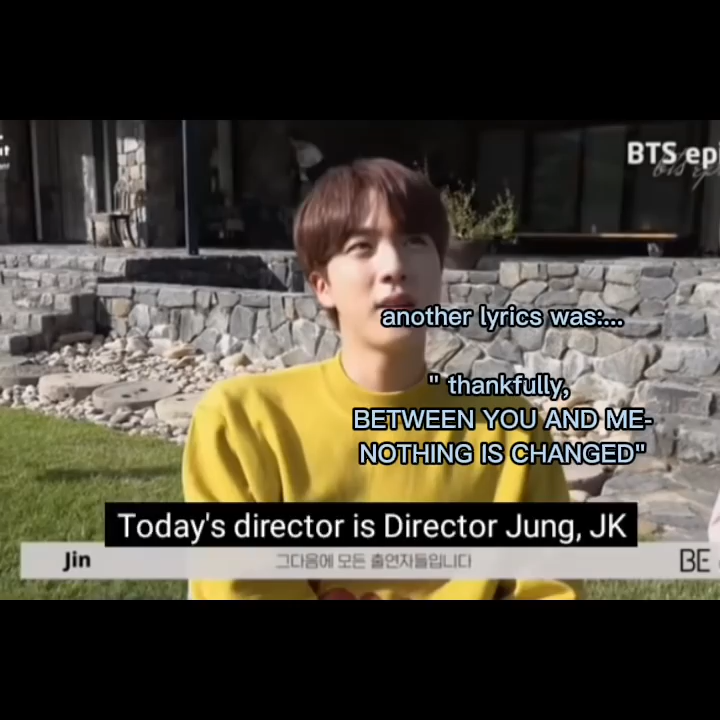 BTS epi
another lyrics was:...
" thankfully,
BETWEEN YOU AND ME-
NOTHING IS CHANGED"
Today's director is Director Jung, JK
Jin 그다음에 모든 출연자들입니다 BE